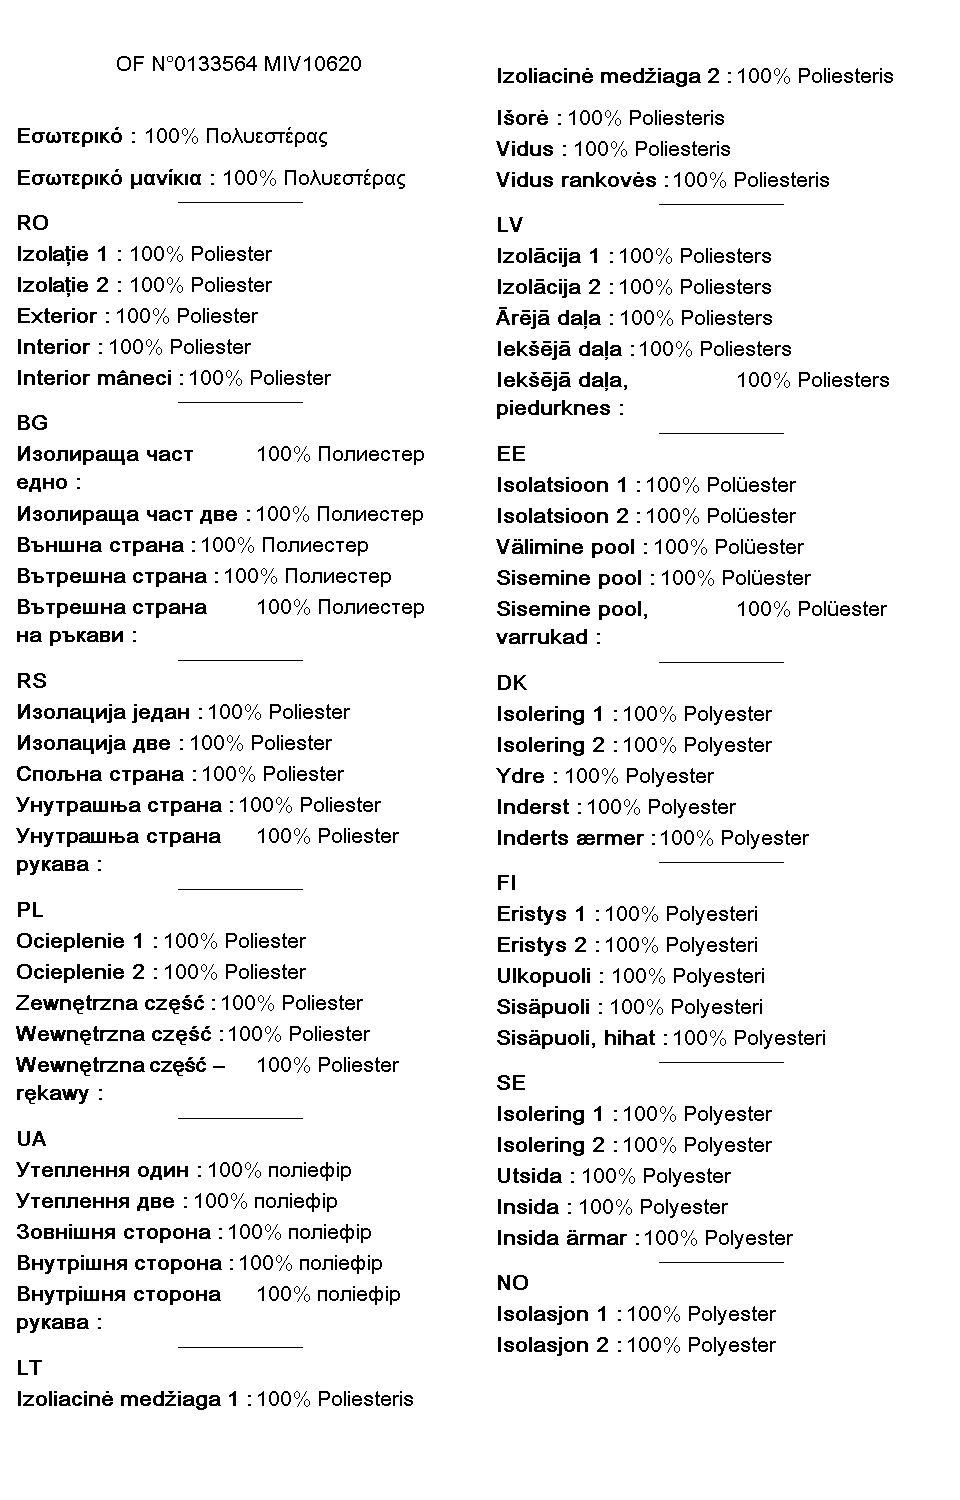 OF N°0133564 MIV10620
Εσωτερικό : 100% Πολυεστέρας
Εσωτερικό μανίκια : 100% Πολυεστέρας
RO
Izolație 1 : 100% Poliester
Izolație 2 : 100% Poliester
Exterior : 100% Poliester
Interior : 100% Poliester
Interior mâneci : 100% Poliester
BG
Изолираща част 100% Полиестер
едно :
Изолираща част две : 100% Полиестер
Външна страна : 100% Полиестер
Вътрешна страна : 100% Полиестер
Вътрешна страна 100% Полиестер
на ръкави :
RS
Изолација један : 100% Poliester
Изолација две : 100% Poliester
Спољна страна : 100% Poliester
Унутрашња страна : 100% Poliester
Унутрашња страна 100% Poliester
рукава :
PL
Ocieplenie 1 : 100% Poliester
Ocieplenie 2 : 100% Poliester
Zewnętrzna część : 100% Poliester
Wewnętrzna część : 100% Poliester
Wewnętrzna część – 100% Poliester
rękawy :
UA
Утеплення один : 100% поліефір
Утеплення две : 100% поліефір
Зовнішня сторона : 100% поліефір
Внутрішня сторона : 100% поліефір
Внутрішня сторона 100% поліефір
рукава :
LT
Izoliacinė medžiaga 1 : 100% Poliesteris
Izoliacinė medžiaga 2 : 100% Poliesteris
Išorė : 100% Poliesteris
Vidus : 100% Poliesteris
Vidus rankovės : 100% Poliesteris
LV
Izolācija 1 : 100% Poliesters
Izolācija 2 : 100% Poliesters
Ārējā daļa : 100% Poliesters
Iekšējā daļa : 100% Poliesters
Iekšējā daļa, 100% Poliesters
piedurknes :
EE
Isolatsioon 1 : 100% Polüester
Isolatsioon 2 : 100% Polüester
Välimine pool : 100% Polüester
Sisemine pool : 100% Polüester
Sisemine pool, 100% Polüester
varrukad :
DK
Isolering 1 : 100% Polyester
Isolering 2 : 100% Polyester
Ydre : 100% Polyester
Inderst : 100% Polyester
Inderts ærmer : 100% Polyester
FI
Eristys 1 : 100% Polyesteri
Eristys 2 : 100% Polyesteri
Ulkopuoli : 100% Polyesteri
Sisäpuoli : 100% Polyesteri
Sisäpuoli, hihat : 100% Polyesteri
SE
Isolering 1 : 100% Polyester
Isolering 2 : 100% Polyester
Utsida : 100% Polyester
Insida : 100% Polyester
Insida ärmar : 100% Polyester
NO
Isolasjon 1 : 100% Polyester
Isolasjon 2 : 100% Polyester